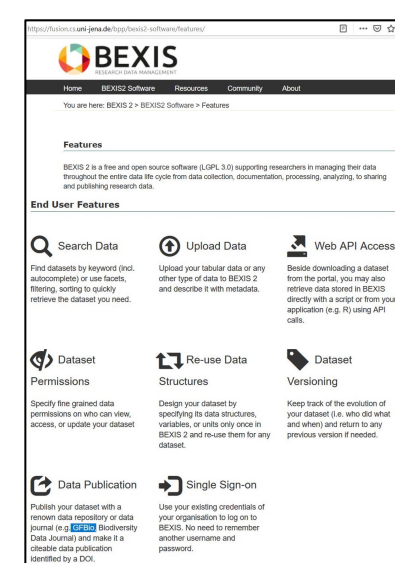 https://fusion.cs.uni-jena.de/bpp/bexis2-software/features/
BEXIS
RESEARCH DATA MANAGEMENT
Home BEXIS2 Software Resources Community About
You are here: BEXIS 2 > BEXIS2 Software > Features
Features
BEXIS 2 is a free and open source software (LGPL 3.0) supporting researchers in managing their data
throughout the entire data life cycle from data collection, documentation, processing, analyzing, to sharing
and publishing research data.
End User Features
Search Data
Find datasets by keyword (incl.
autocomplete) or use facets,
filtering, sorting to quickly
retrieve the dataset you need.
Upload Data
Upload your tabular data or any
other type of data to BEXIS 2
and describe it with metadata.
Web API Access
Beside downloading a dataset
from the portal, you may also
retrieve data stored in BEXIS
directly with a script or from your
application (e.g. R) using API
calls.
Dataset
Permissions
Specify fine grained data
permissions on who can view,
access, or update your dataset
Re-use Data
Structures
Design your dataset by
specifying its data structures,
variables, or units only once in
BEXIS 2 and re-use them for any
dataset.
Dataset
Versioning
Keep track of the evolution of
your dataset (i.e. who did what
and when) and return to any
previous version if needed.
Data Publication
Publish your dataset with a
renown data repository or data
journal (e.g. GFBio, Biodiversity
Data Journal) and make it a
citeable data publication
identified by a DOI.
Single Sign-on
Use your existing credentials of
your organisation to log on to
BEXIS. No need to remember
another username and
password.